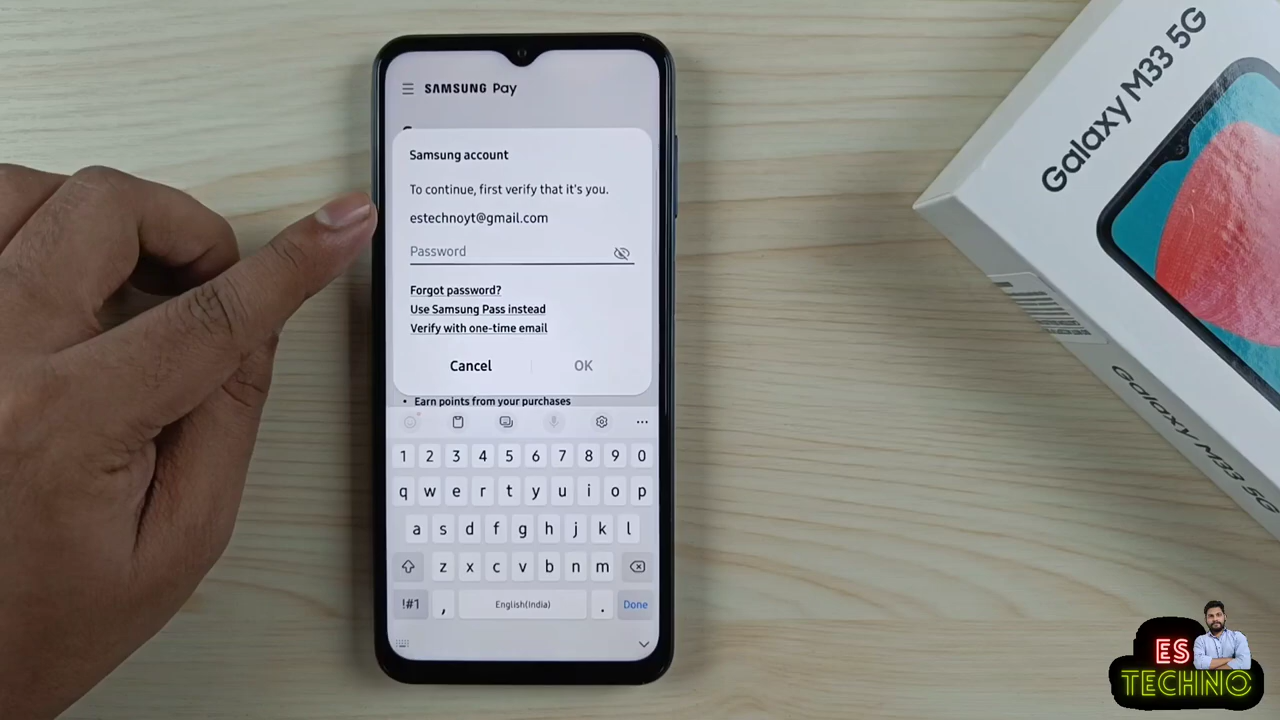 SAMSUNG Pay
Samsung account
To continue, first verify that it's you.
estechnoyt@gmail.com
Password
Forgot password?
Use Samsung Pass instead
Verify with one-time email
Cancel
OK
• Earn points from your purchases
1 2 3 4 5 6 7 8 9 0
q w e r t y u i o p
a s d f g h j k l
z x c v b n m
!#1 , English(India) . Done
Galaxy M33 5G
Galaxy M33 5G
ES
TECHNO